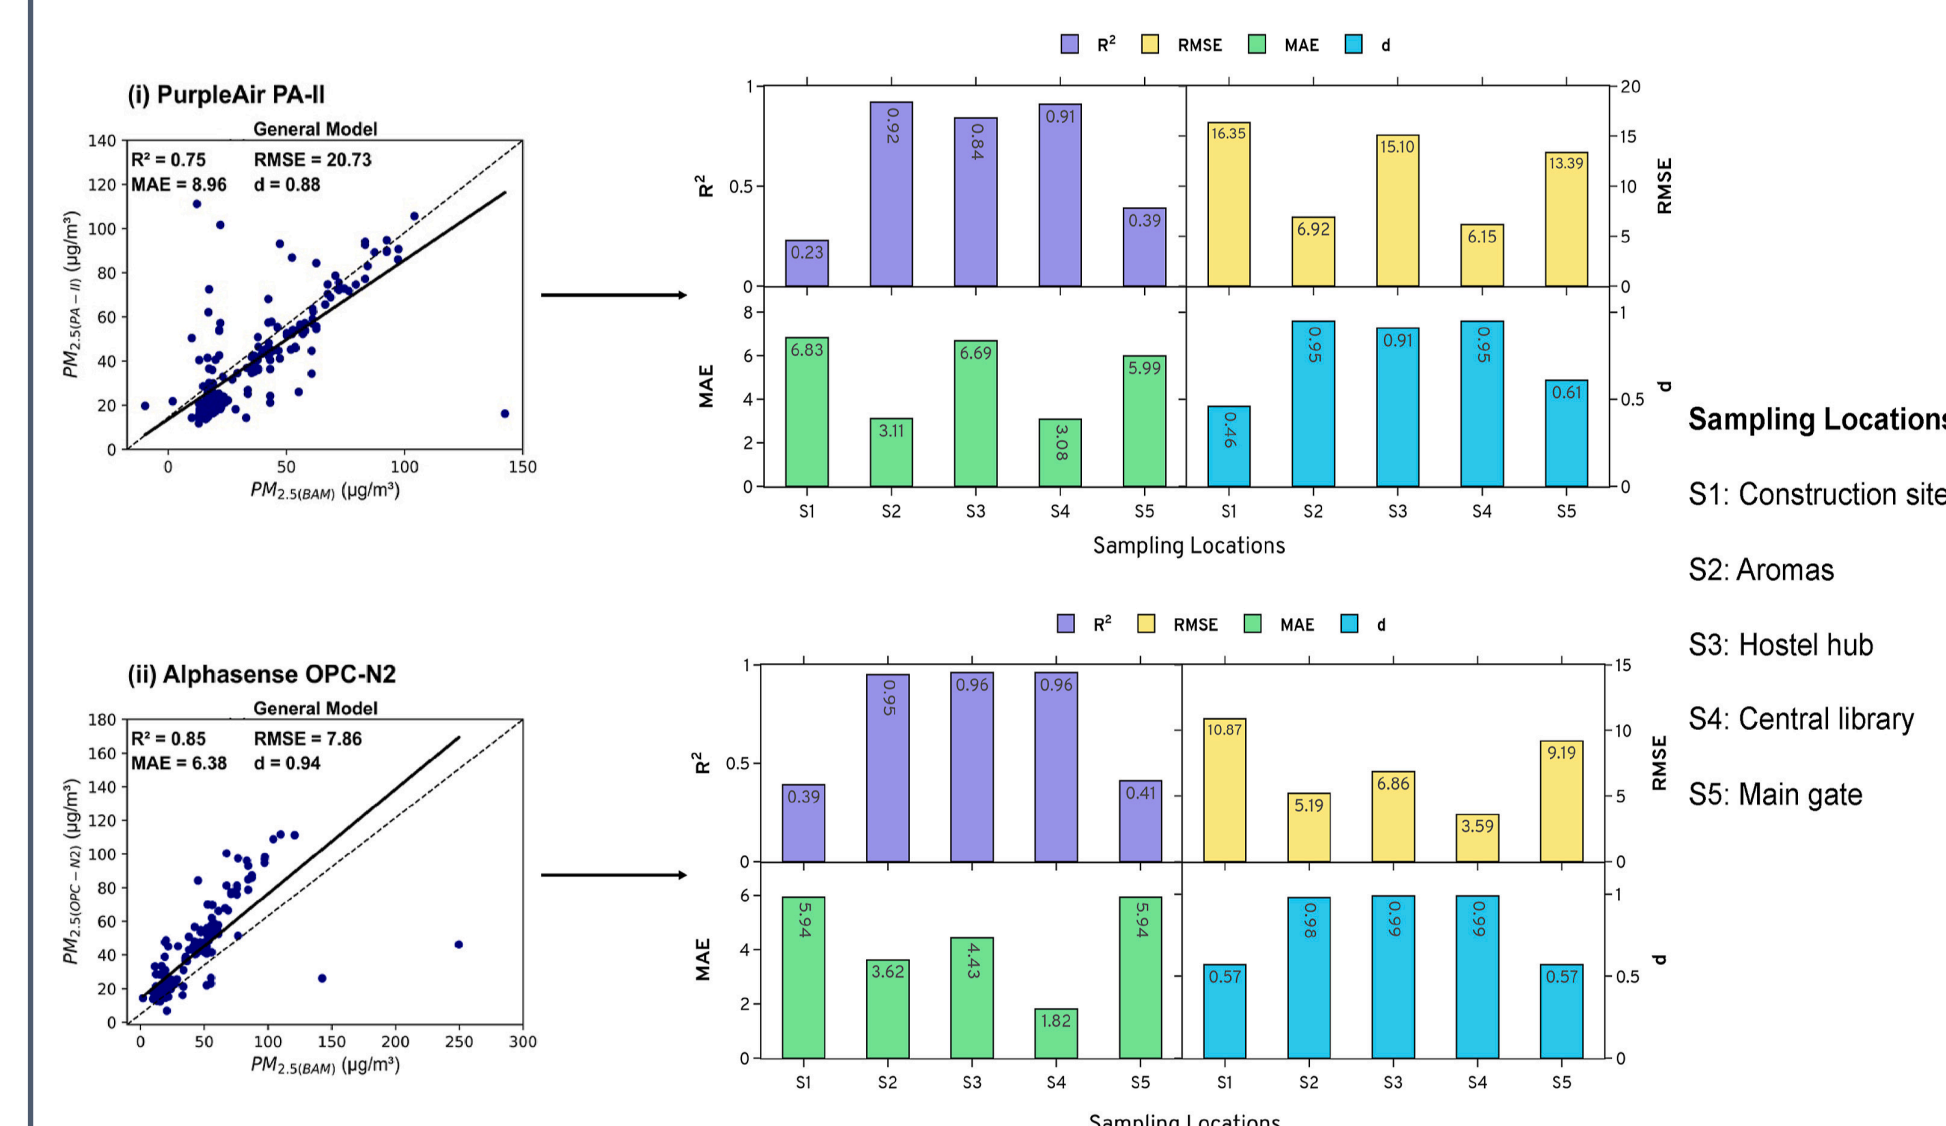 (i) PurpleAir PA-II
General Model
R² = 0.75 RMSE = 20.73
MAE = 8.96 d = 0.88
140
120
100
80
60
40
20
0
PM2.5(PA − II) (µg/m³)
0 50 100 150
PM2.5(BAM) (µg/m³)
R² RMSE MAE d
1
0.5
0
R²
0.23 0.92 0.84 0.91 0.39
16.35 6.92 15.10 6.15 13.39
20
15
10
5
0
RMSE
8
6
4
2
0
MAE
6.83 3.11 6.69 3.08 5.99
0.46 0.95 0.91 0.95 0.61
1
0.5
0
d
S1 S2 S3 S4 S5 S1 S2 S3 S4 S5
Sampling Locations
(ii) Alphasense OPC-N2
General Model
R² = 0.85 RMSE = 7.86
MAE = 6.38 d = 0.94
180
160
140
120
100
80
60
40
20
0
PM2.5(OPC − N2) (µg/m³)
0 50 100 150 200 250 300
PM2.5(BAM) (µg/m³)
R² RMSE MAE d
1
0.5
0
R²
0.39 0.95 0.96 0.96 0.41
10.87 5.19 6.86 3.59 9.19
15
10
5
0
RMSE
6
4
2
0
MAE
5.94 3.62 4.43 1.82 5.94
0.57 0.98 0.99 0.99 0.57
1
0.5
0
d
S1 S2 S3 S4 S5 S1 S2 S3 S4 S5
Sampling Locations
Sampling Locations
S1: Construction site
S2: Aromas
S3: Hostel hub
S4: Central library
S5: Main gate